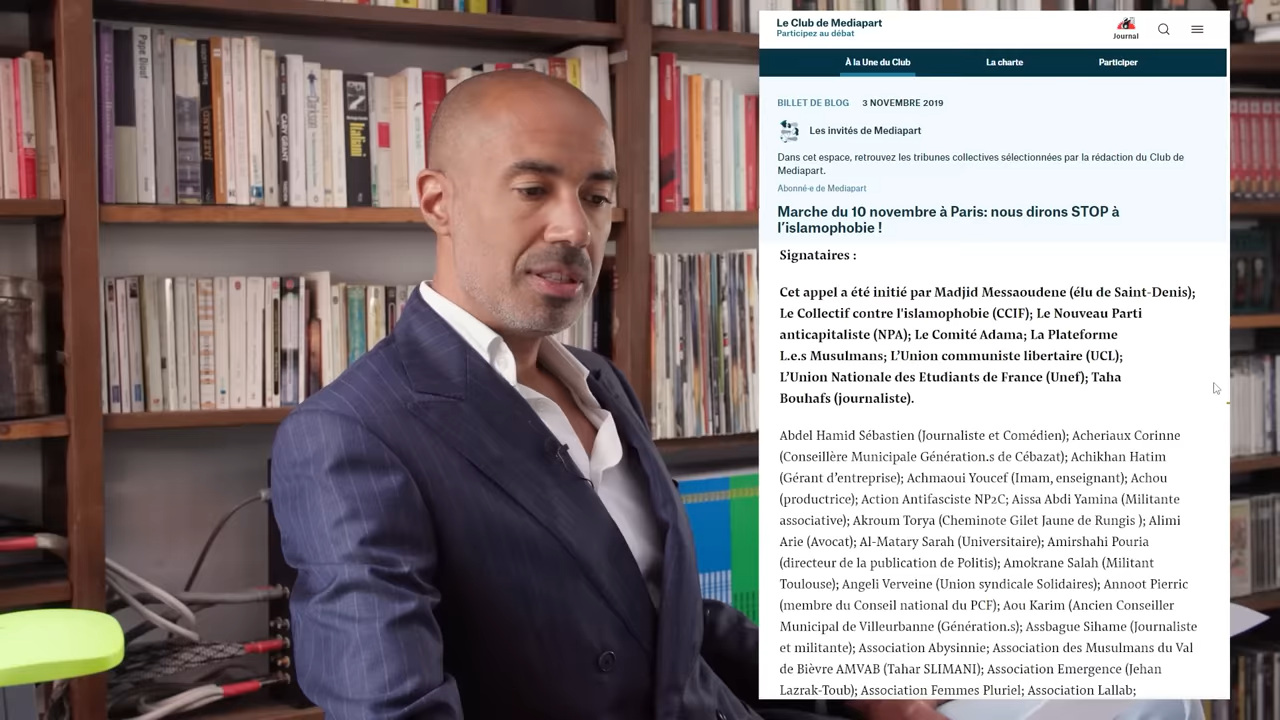 Pape Diouf
JAZZ BAND
CARY GRANT
Italiani
Le Club de Mediapart
Participez au débat
Journal
À la Une du Club
La charte
Participer
BILLET DE BLOG 3 NOVEMBRE 2019
Les invités de Mediapart
Dans cet espace, retrouvez les tribunes collectives sélectionnées par la rédaction du Club de
Mediapart.
Abonné·e de Mediapart
Marche du 10 novembre à Paris: nous dirons STOP à
l'islamophobie !
Signataires :
Cet appel a été initié par Madjid Messaoudene (élu de Saint-Denis);
Le Collectif contre l'islamophobie (CCIF); Le Nouveau Parti
anticapitaliste (NPA); Le Comité Adama; La Plateforme
L.e.s Musulmans; L'Union communiste libertaire (UCL);
L'Union Nationale des Etudiants de France (Unef); Taha
Bouhafs (journaliste).
Abdel Hamid Sébastien (Journaliste et Comédien); Acheriaux Corinne
(Conseillère Municipale Génération.s de Cébazat); Achikhan Hatim
(Gérant d'entreprise); Achmaoui Youcef (Imam, enseignant); Achou
(productrice); Action Antifasciste NP2C; Aissa Abdi Yamina (Militante
associative); Akroum Torya (Cheminote Gilet Jaune de Rungis ); Alimi
Arie (Avocat); Al-Matary Sarah (Universitaire); Amirshahi Pouria
(directeur de la publication de Politis); Amokrane Salah (Militant
Toulouse); Angeli Verveine (Union syndicale Solidaires); Annoot Pierric
(membre du Conseil national du PCF); Aou Karim (Ancien Conseiller
Municipal de Villeurbanne (Génération.s); Assbague Sihame (Journaliste
et militante); Association Abysinnie; Association des Musulmans du Val
de Bièvre AMVAB (Tahar SLIMANI); Association Emergence (Jehan
Lazrak-Toub); Association Femmes Pluriel; Association Lallab;